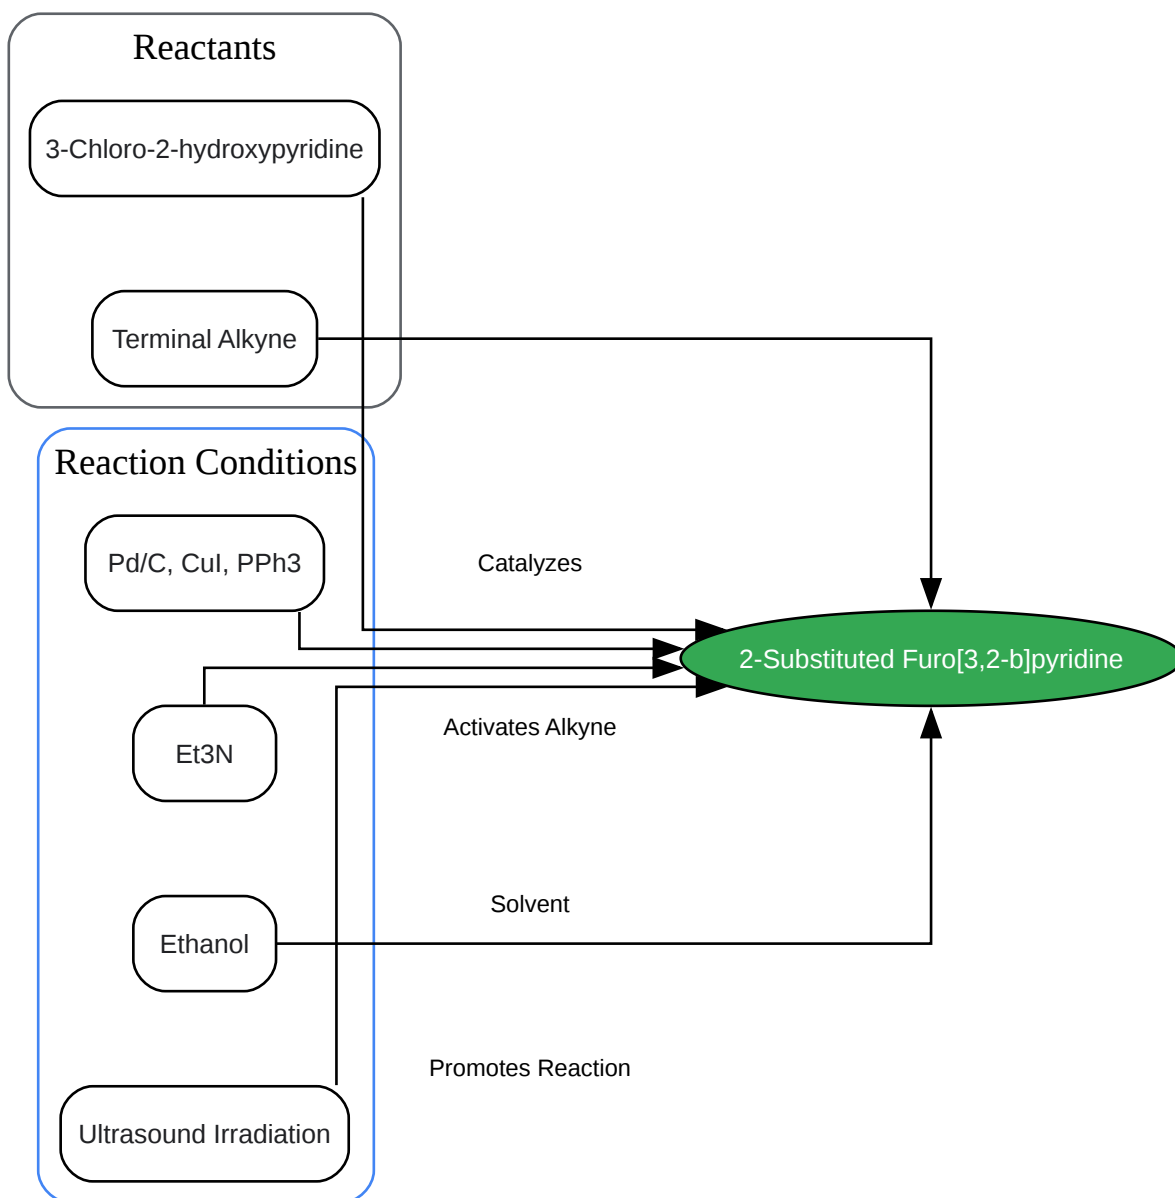 Reactants
3-Chloro-2-hydroxypyridine
Terminal Alkyne
Reaction Conditions
Pd/C, CuI, PPh3
Catalyzes
2-Substituted Furo[3,2-b]pyridine
Activates Alkyne
Et3N
Solvent
Ethanol
Promotes Reaction
Ultrasound Irradiation